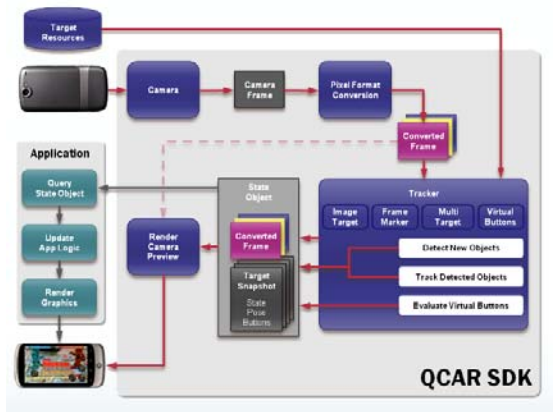 Target
Resources
Camera
Camera
Frame
Pixel Format
Conversion
Converted
Frame
Application
Query
State Object
Update
App Logic
Render
Graphics
Render
Camera
Preview
State
Object
Converted
Frame
Target
Snapshot
State
Pose
Buttons
Tracker
Image
Target
Frame
Marker
Multi
Target
Virtual
Buttons
Detect New Objects
Track Detected Objects
Evaluate Virtual Buttons
QCAR SDK